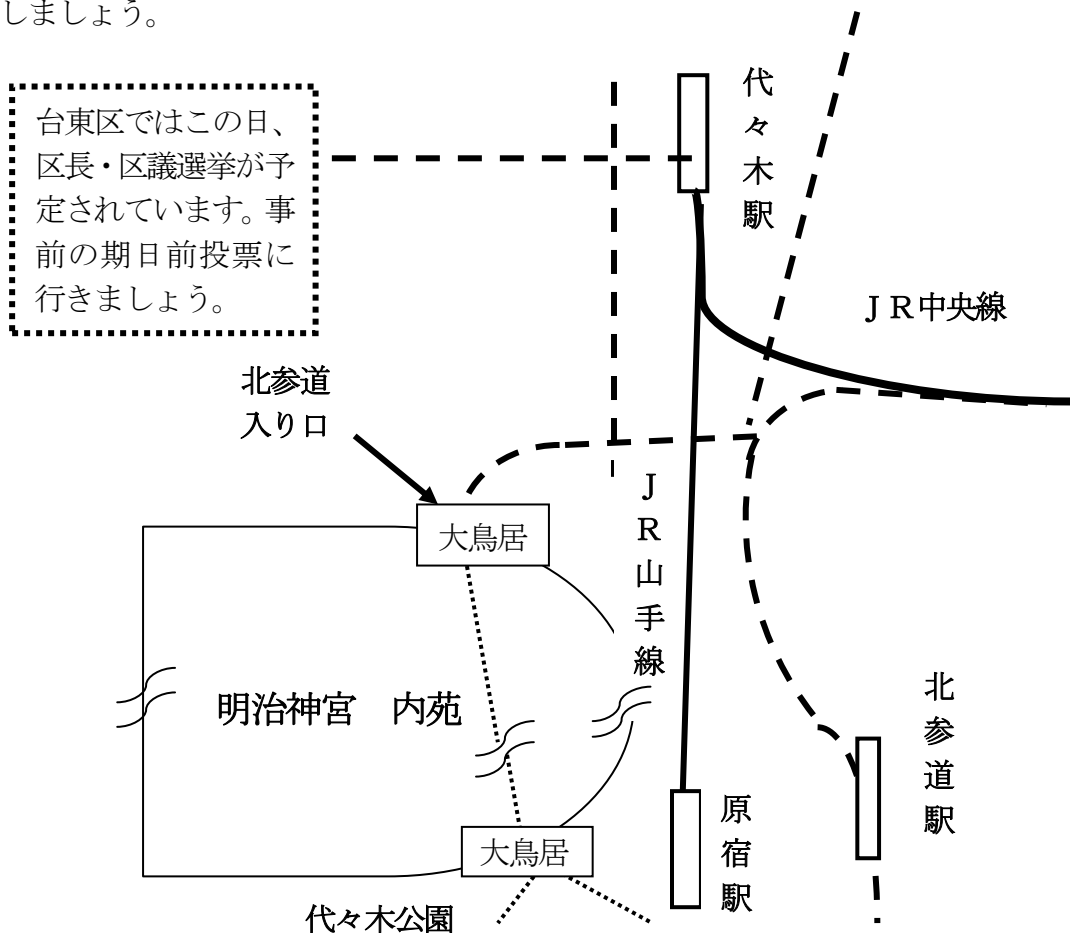 しましょう。
台東区ではこの日、
区長・区議選挙が予
定されています。事
前の期日前投票に
行きましょう。
代々木駅
ＪＲ中央線
北参道
入り口
大鳥居
ＪＲ山手線
明治神宮　内苑
北参道駅
原宿駅
大鳥居
代々木公園